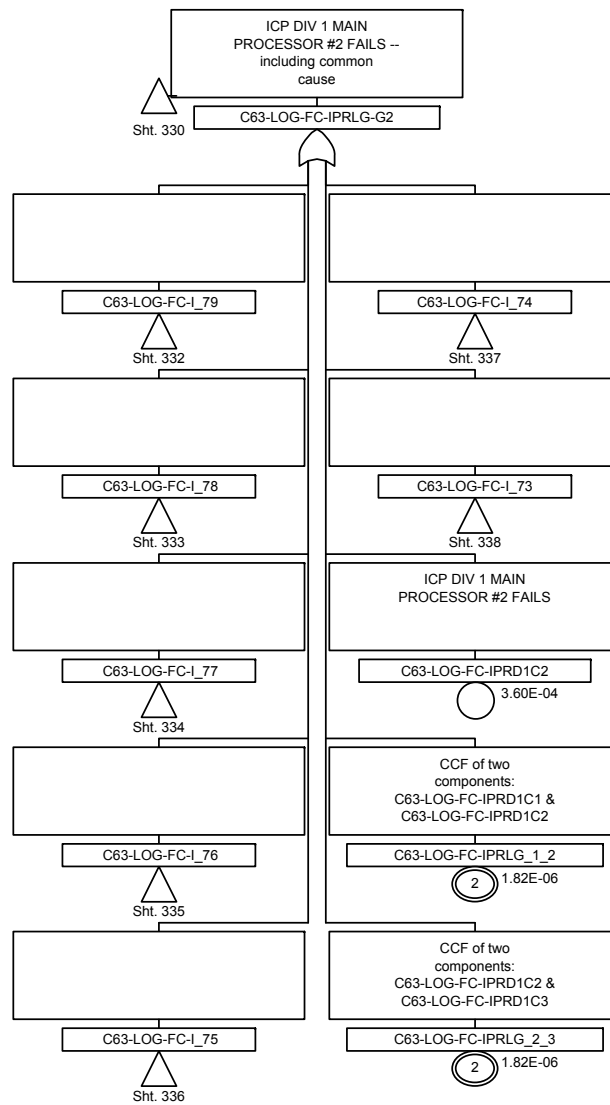 ICP DIV 1 MAIN
PROCESSOR #2 FAILS --
including common
cause
Sht. 330
C63-LOG-FC-IPRLG-G2
C63-LOG-FC-I_79
Sht. 332
C63-LOG-FC-I_74
Sht. 337
C63-LOG-FC-I_78
Sht. 333
C63-LOG-FC-I_73
Sht. 338
C63-LOG-FC-I_77
Sht. 334
ICP DIV 1 MAIN
PROCESSOR #2 FAILS
C63-LOG-FC-IPRD1C2
3.60E-04
C63-LOG-FC-I_76
Sht. 335
CCF of two
components:
C63-LOG-FC-IPRD1C1 &
C63-LOG-FC-IPRD1C2
C63-LOG-FC-IPRLG_1_2
2
1.82E-06
C63-LOG-FC-I_75
Sht. 336
CCF of two
components:
C63-LOG-FC-IPRD1C2 &
C63-LOG-FC-IPRD1C3
C63-LOG-FC-IPRLG_2_3
2
1.82E-06